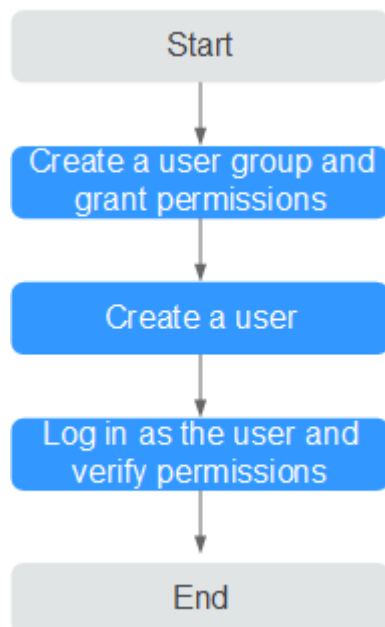 Start
Create a user group and
grant permissions
Create a user
Log in as the user and
verify permissions
End